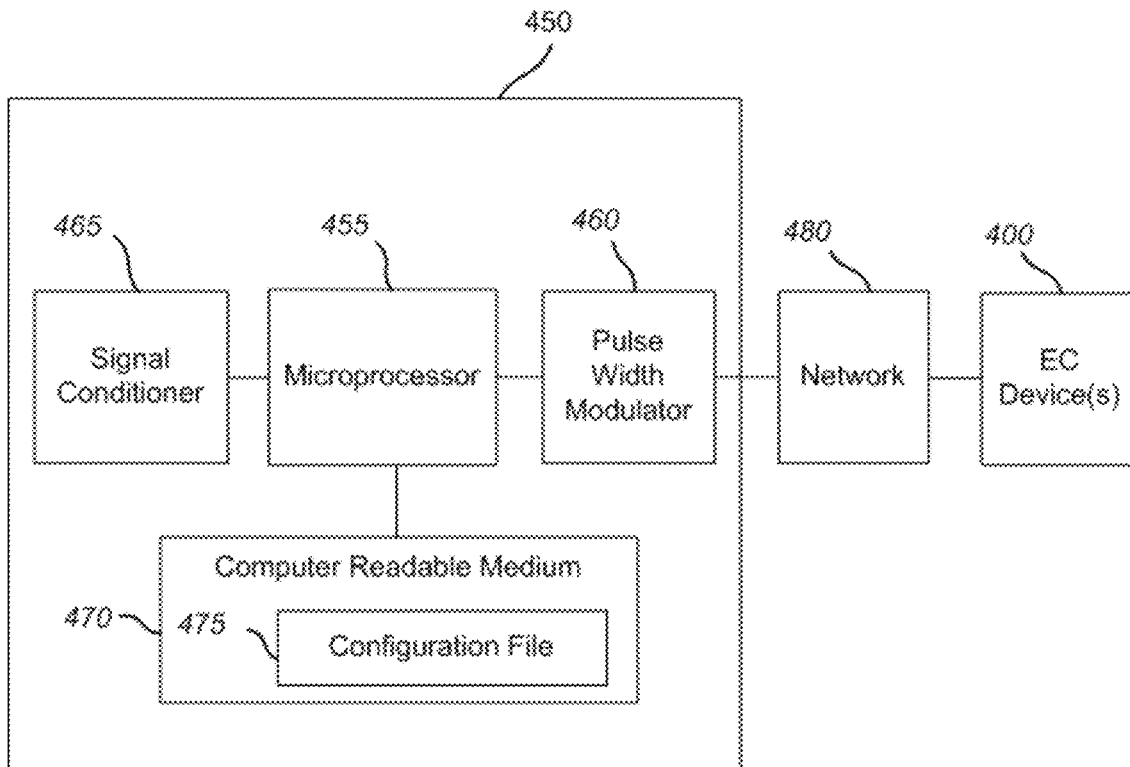 450
465
455
460
480
400
Signal
Conditioner
Microprocessor
Pulse
Width
Modulator
Network
EC
Device(s)
Computer Readable Medium
470
475
Configuration File